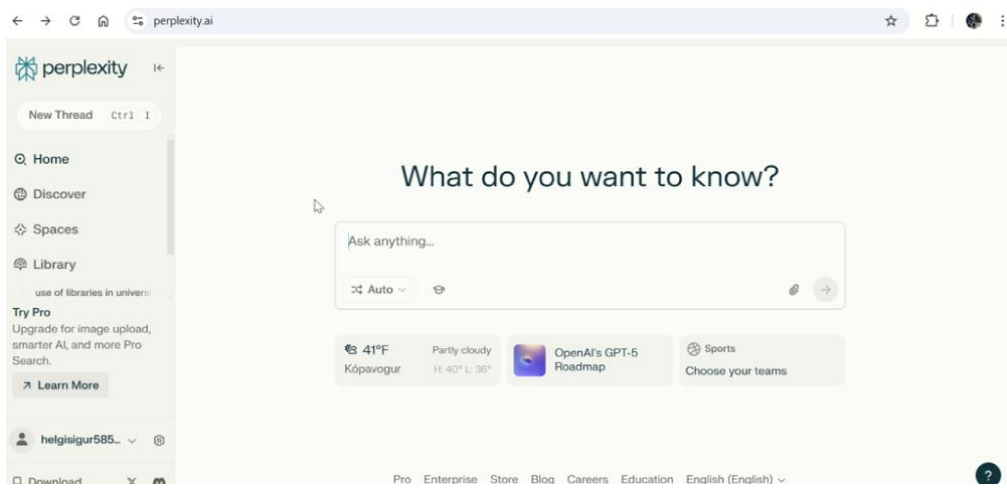 perplexity.ai
perplexity
New Thread Ctrl I
Home
Discover
Spaces
Library
use of libraries in univers
Try Pro
Upgrade for image upload,
smarter AI, and more Pro
Search.
Learn More
helgisigur585...
Download
What do you want to know?
Ask anything...
Auto
41°F Partly cloudy
Kópavogur H: 40° L: 36°
OpenAI's GPT-5
Roadmap
Sports
Choose your teams
Pro Enterprise Store Blog Careers Education English (English)
?